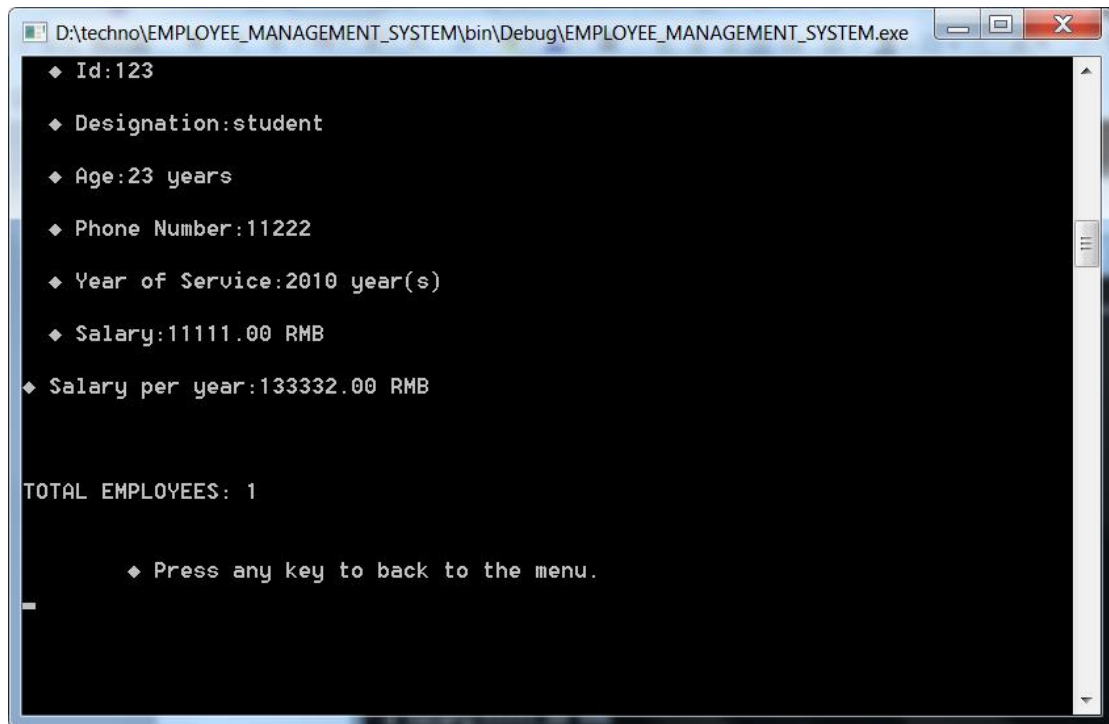 D:\techno\EMPLOYEE_MANAGEMENT_SYSTEM\bin\Debug\EMPLOYEE_MANAGEMENT_SYSTEM.exe
◆ Id:123
◆ Designation:student
◆ Age:23 years
◆ Phone Number:11222
◆ Year of Service:2010 year(s)
◆ Salary:11111.00 RMB
◆ Salary per year:133332.00 RMB
TOTAL EMPLOYEES: 1
◆ Press any key to back to the menu.